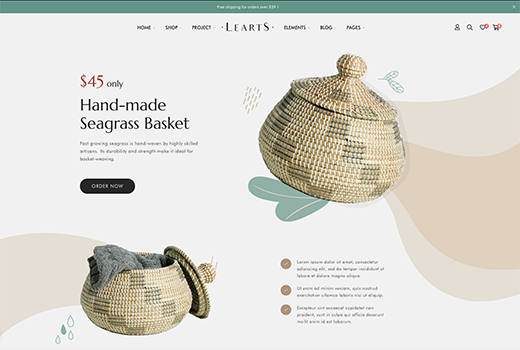 Free shipping for orders over $59 !
HOME SHOP PROJECT · LEARTS · ELEMENTS BLOG PAGES
$45 only
Hand-made
Seagrass Basket
Fast growing seagrass is hand-woven by highly skilled
artisans. Its durability and strength make it ideal for
basket-weaving.
ORDER NOW
Lorem ipsum dolor sit amet, consectetur
adipisicing elit, sed do tempor incididunt ut
labore et dolore magna aliqua.
Ut enim ad minim veniam, quis nostrud
exercitation ullamco laboris nisi ut aliquip.
Excepteur sint occaecat cupidatat non
proident, sunt in culpa qui officia deserunt
mollit anim id est laborum.